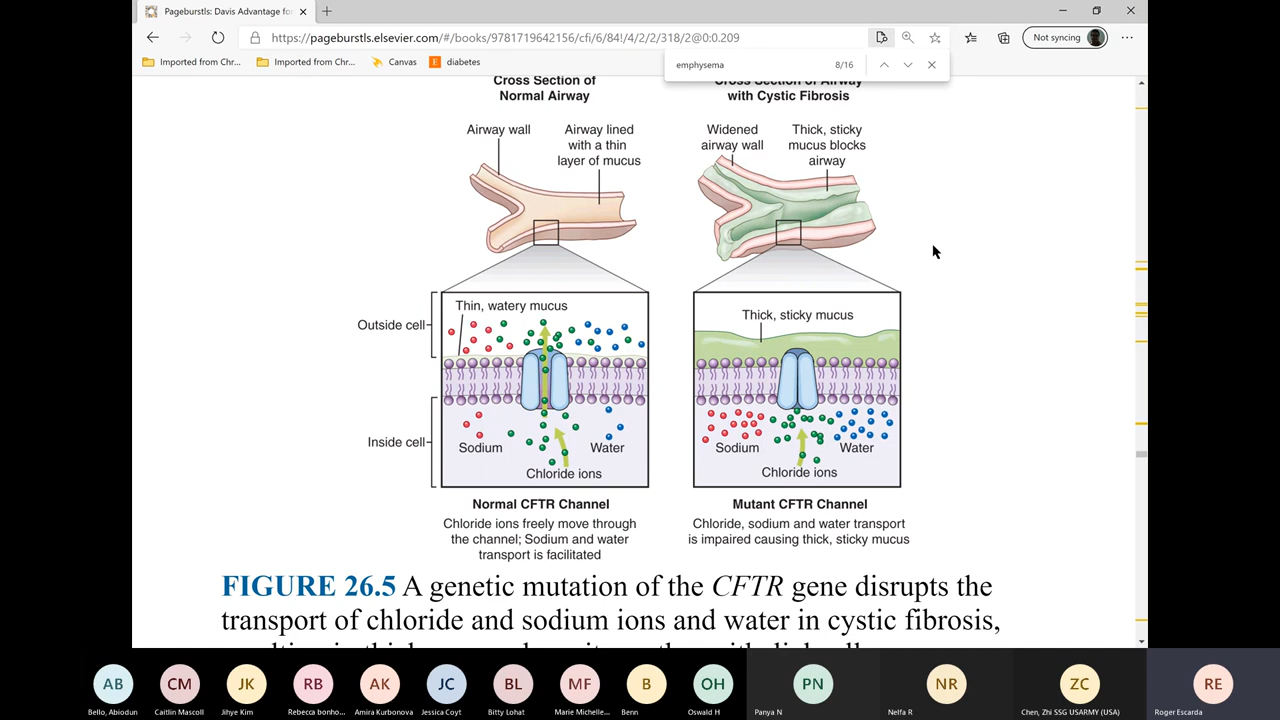 Pageburstls: Davis Advantage for
https://pageburstls.elsevier.com/#/books/9781719642156/cfi/6/84!/4/2/2/318/2@0:0.209
Not syncing
Imported from Chr...
Imported from Chr...
Canvas
diabetes
emphysema
8/16
Cross Section of
Normal Airway
Cross Section of Airway
with Cystic Fibrosis
Airway wall
Airway lined
with a thin
layer of mucus
Widened
airway wall
Thick, sticky
mucus blocks
airway
Outside cell
Inside cell
Thin, watery mucus
Sodium
Water
Chloride ions
Thick, sticky mucus
Sodium
Water
Chloride ions
Normal CFTR Channel
Chloride ions freely move through
the channel; Sodium and water
transport is facilitated
Mutant CFTR Channel
Chloride, sodium and water transport
is impaired causing thick, sticky mucus
FIGURE 26.5 A genetic mutation of the CFTR gene disrupts the
transport of chloride and sodium ions and water in cystic fibrosis,
AB
CM
JK
RB
AK
JC
BL
MF
B
OH
PN
NR
ZC
RE
Bello, Abiodun
Caitlin Mascoll
Jihye Kim
Rebecca bonho...
Amira Kurbonova
Jessica Coyt
Bitty Lohat
Marie Michelle...
Benn
Oswald H
Panya N
Nelfa R
Chen, Zhi SSG USARMY (USA)
Roger Escarda